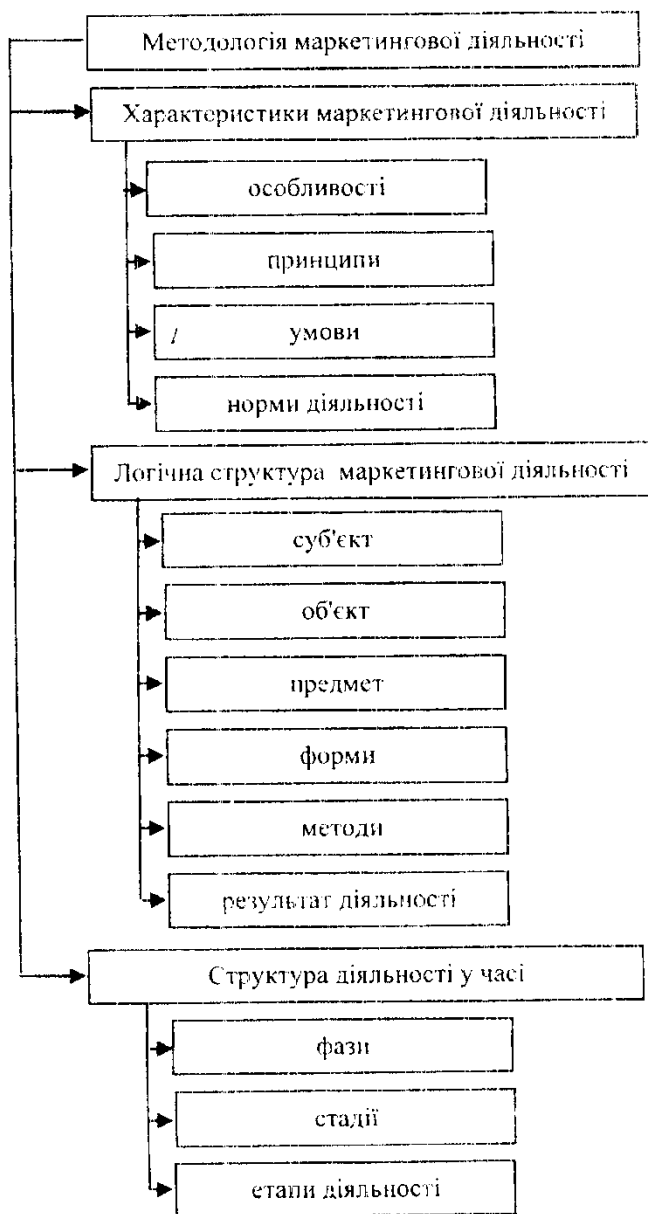 Методологія маркетингової діяльності
Характеристики маркетингової діяльності
особливості
принципи
умови
норми діяльності
Логічна структура маркетингової діяльності
суб'єкт
об'єкт
предмет
форми
методи
результат діяльності
Структура діяльності у часі
фази
стадії
етапи діяльності